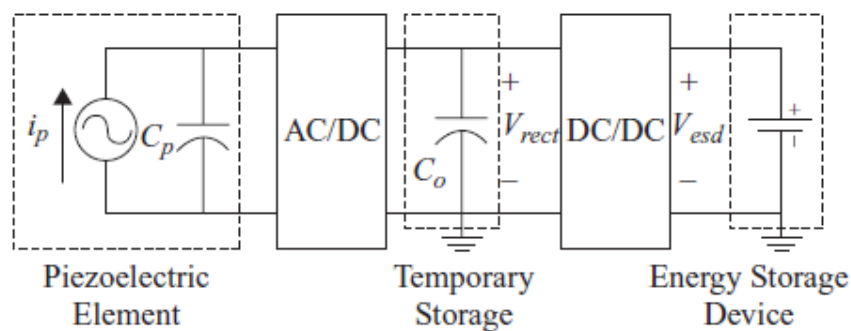 i_p
C_p
AC/DC
C_o
+
V_rect
–
DC/DC
+
V_esd
–
+
–
Piezoelectric
Element
Temporary
Storage
Energy Storage
Device